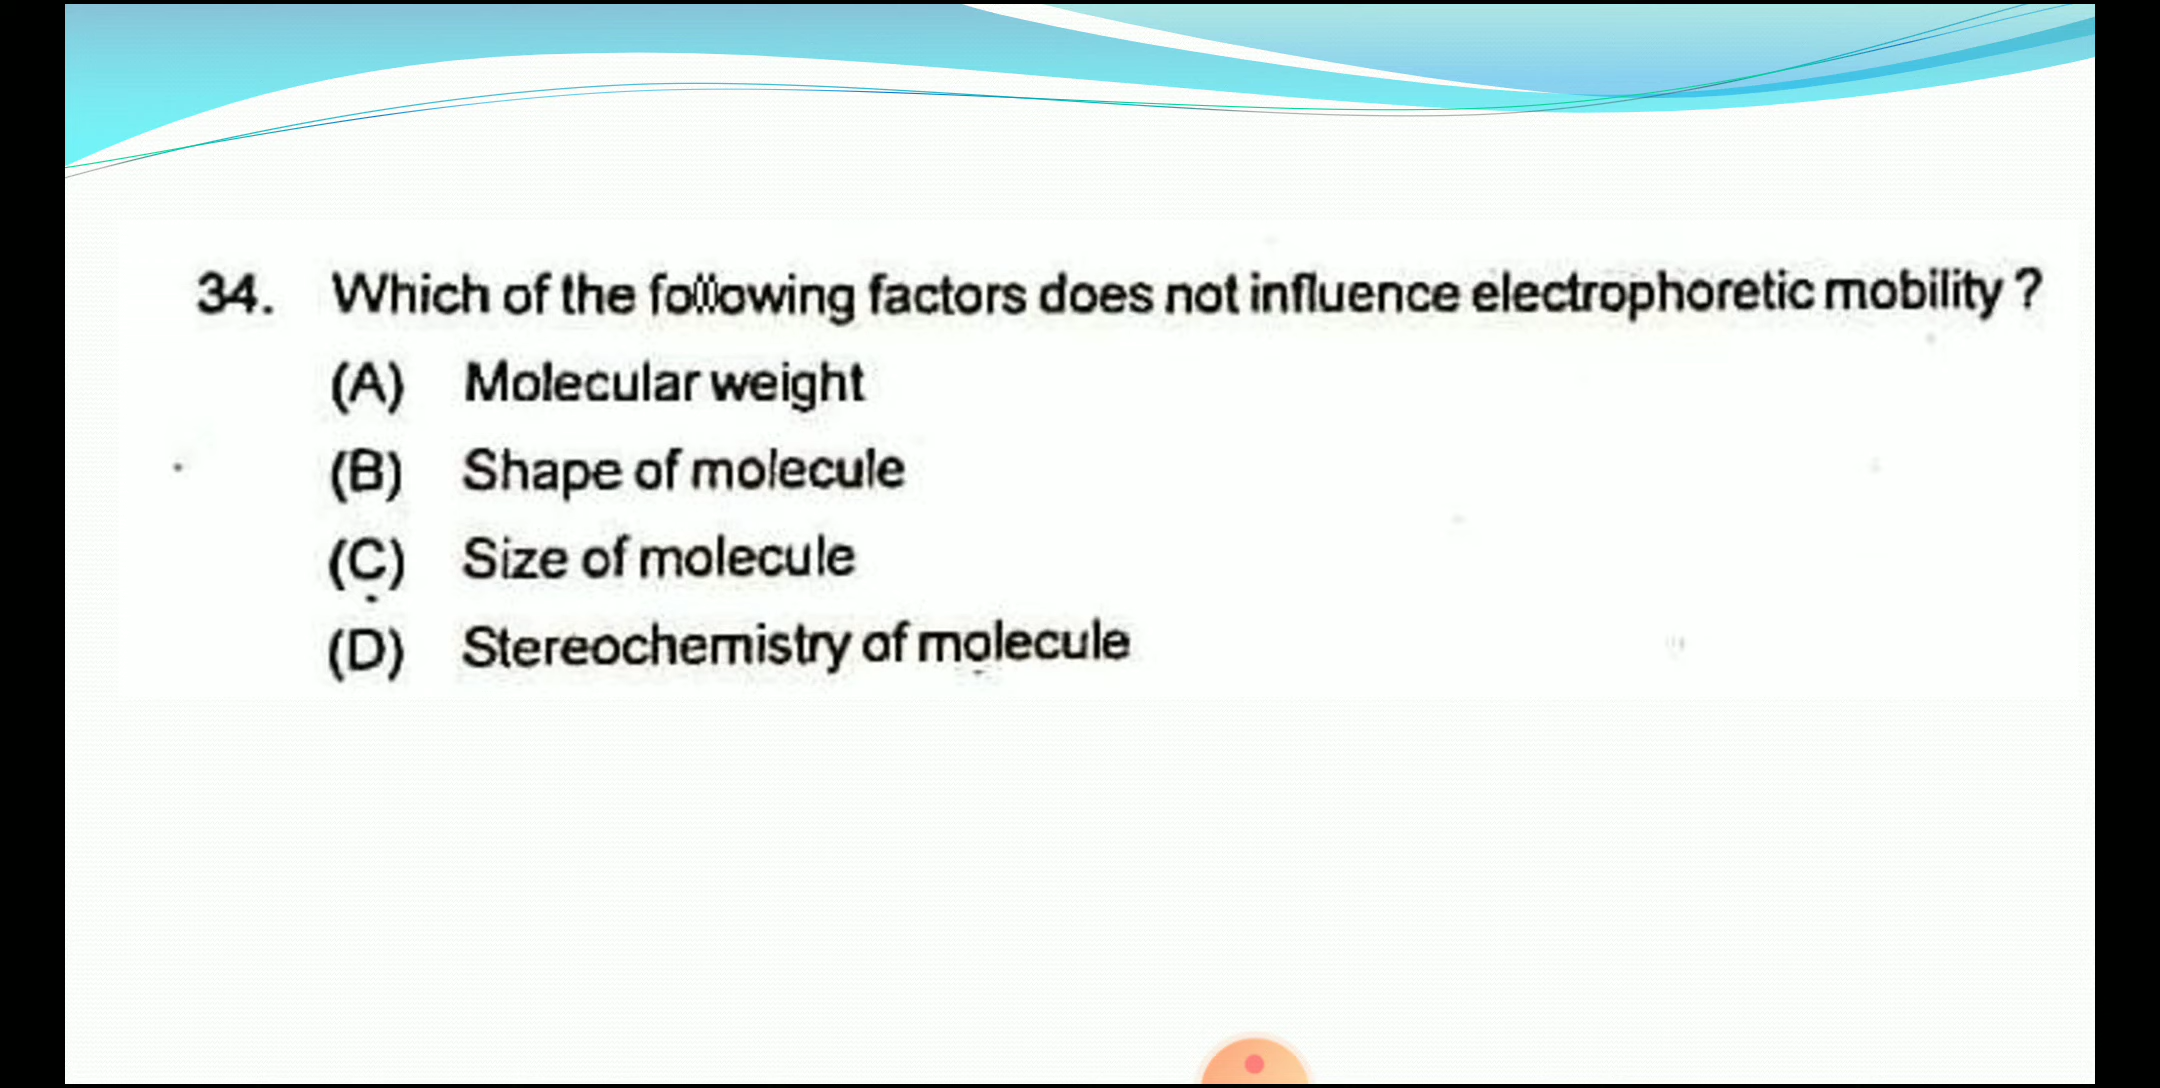 34. Which of the following factors does not influence electrophoretic mobility ?
(A) Molecular weight
(B) Shape of molecule
(C) Size of molecule
(D) Stereochemistry of molecule